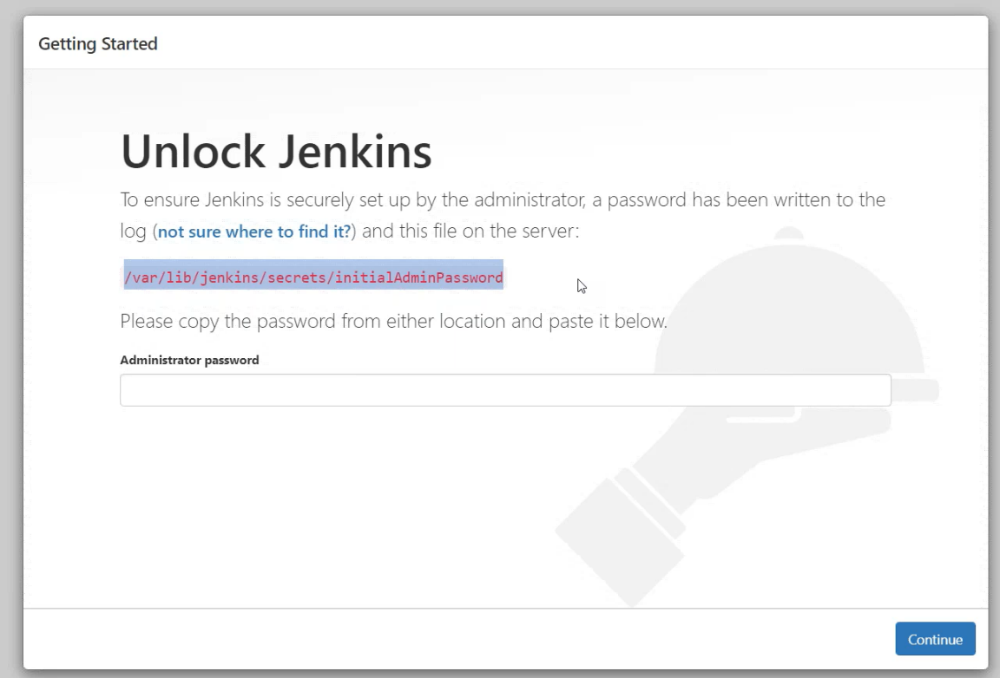 Getting Started
Unlock Jenkins
To ensure Jenkins is securely set up by the administrator, a password has been written to the
log (not sure where to find it?) and this file on the server:
/var/lib/jenkins/secrets/initialAdminPassword
Please copy the password from either location and paste it below.
Administrator password
Continue